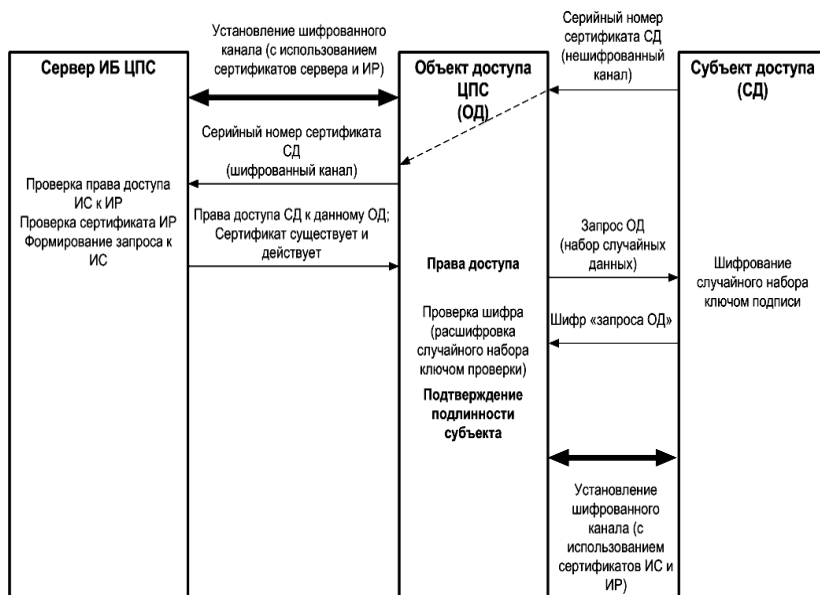 Сервер ИБ ЦПС
Проверка права доступа
ИС к ИР
Проверка сертификата ИР
Формирование запроса к
ИС
Установление шифрованного
канала (с использованием
сертификатов сервера и ИР)
Серийный номер сертификата
СД
(шифрованный канал)
Права доступа СД к данному ОД;
Сертификат существует и
действует
Объект доступа
ЦПС
(ОД)
Права доступа
Проверка шифра
(расшифровка
случайного набора
ключом проверки)
Подтверждение
подлинности
субъекта
Серийный номер
сертификата СД
(нешифрованный
канал)
Запрос ОД
(набор случайных
данных)
Шифр «запроса ОД»
Установление
шифрованного
канала (с
использованием
сертификатов ИС и
ИР)
Субъект доступа
(СД)
Шифрование
случайного набора
ключом подписи